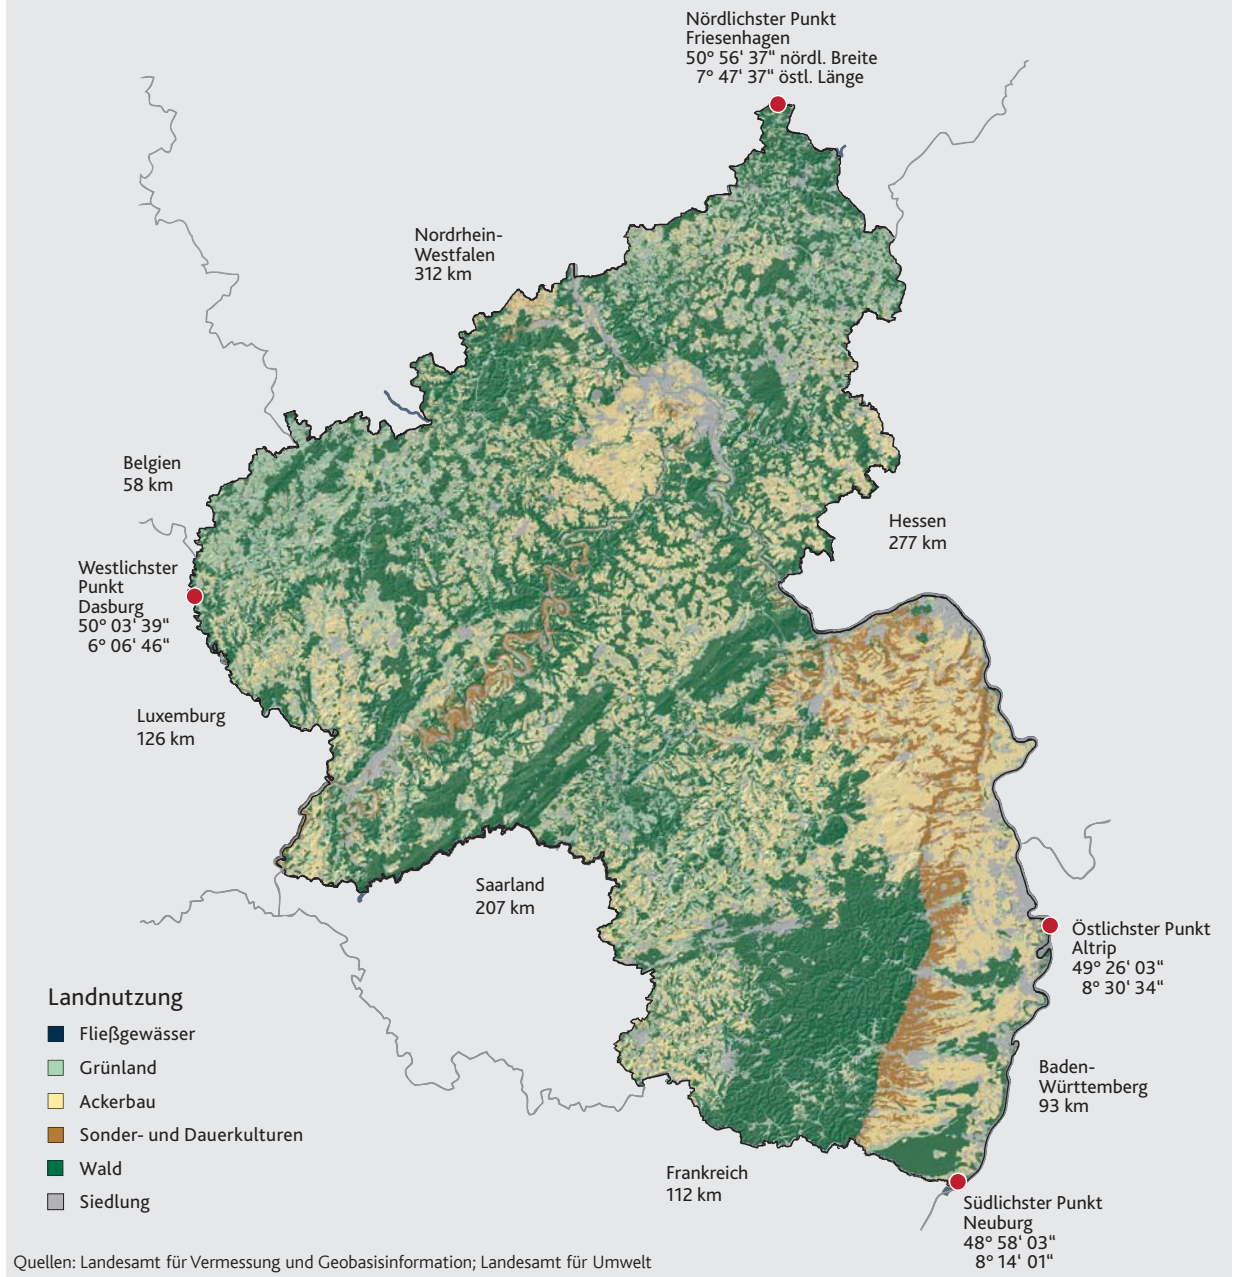 Nördlichster Punkt
Friesenhagen
50° 56‘ 37“ nördl. Breite
7° 47‘ 37“ östl. Länge
Nordrhein-
Westfalen
312 km
Belgien
58 km
Hessen
277 km
Westlichster
Punkt
Dasburg
50° 03‘ 39“
6° 06‘ 46“
Luxemburg
126 km
Saarland
207 km
Östlichster Punkt
Altrip
49° 26‘ 03“
8° 30‘ 34“
Baden-
Württemberg
93 km
Frankreich
112 km
Südlichster Punkt
Neuburg
48° 58‘ 03“
8° 14‘ 01“
Landnutzung
Fließgewässer
Grünland
Ackerbau
Sonder- und Dauerkulturen
Wald
Siedlung
Quellen: Landesamt für Vermessung und Geobasisinformation; Landesamt für Umwelt